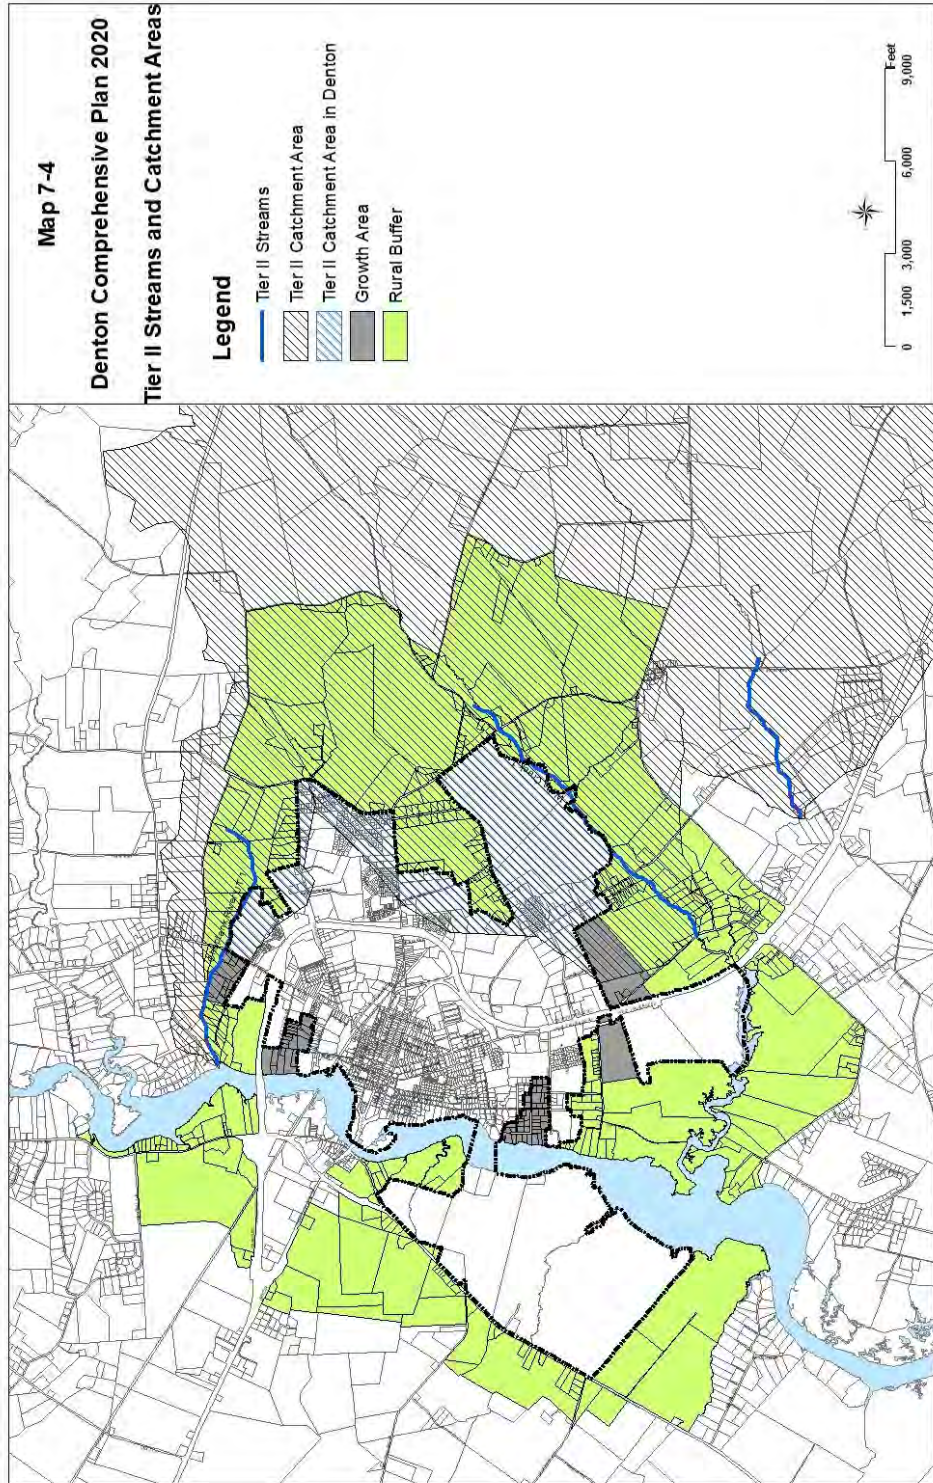 Map 7-4
Denton Comprehensive Plan 2020
Tier II Streams and Catchment Areas
Legend
Tier II Streams
Tier II Catchment Area
Tier II Catchment Area in Denton
Growth Area
Rural Buffer
Feet
0 1,500 3,000 6,000 9,000